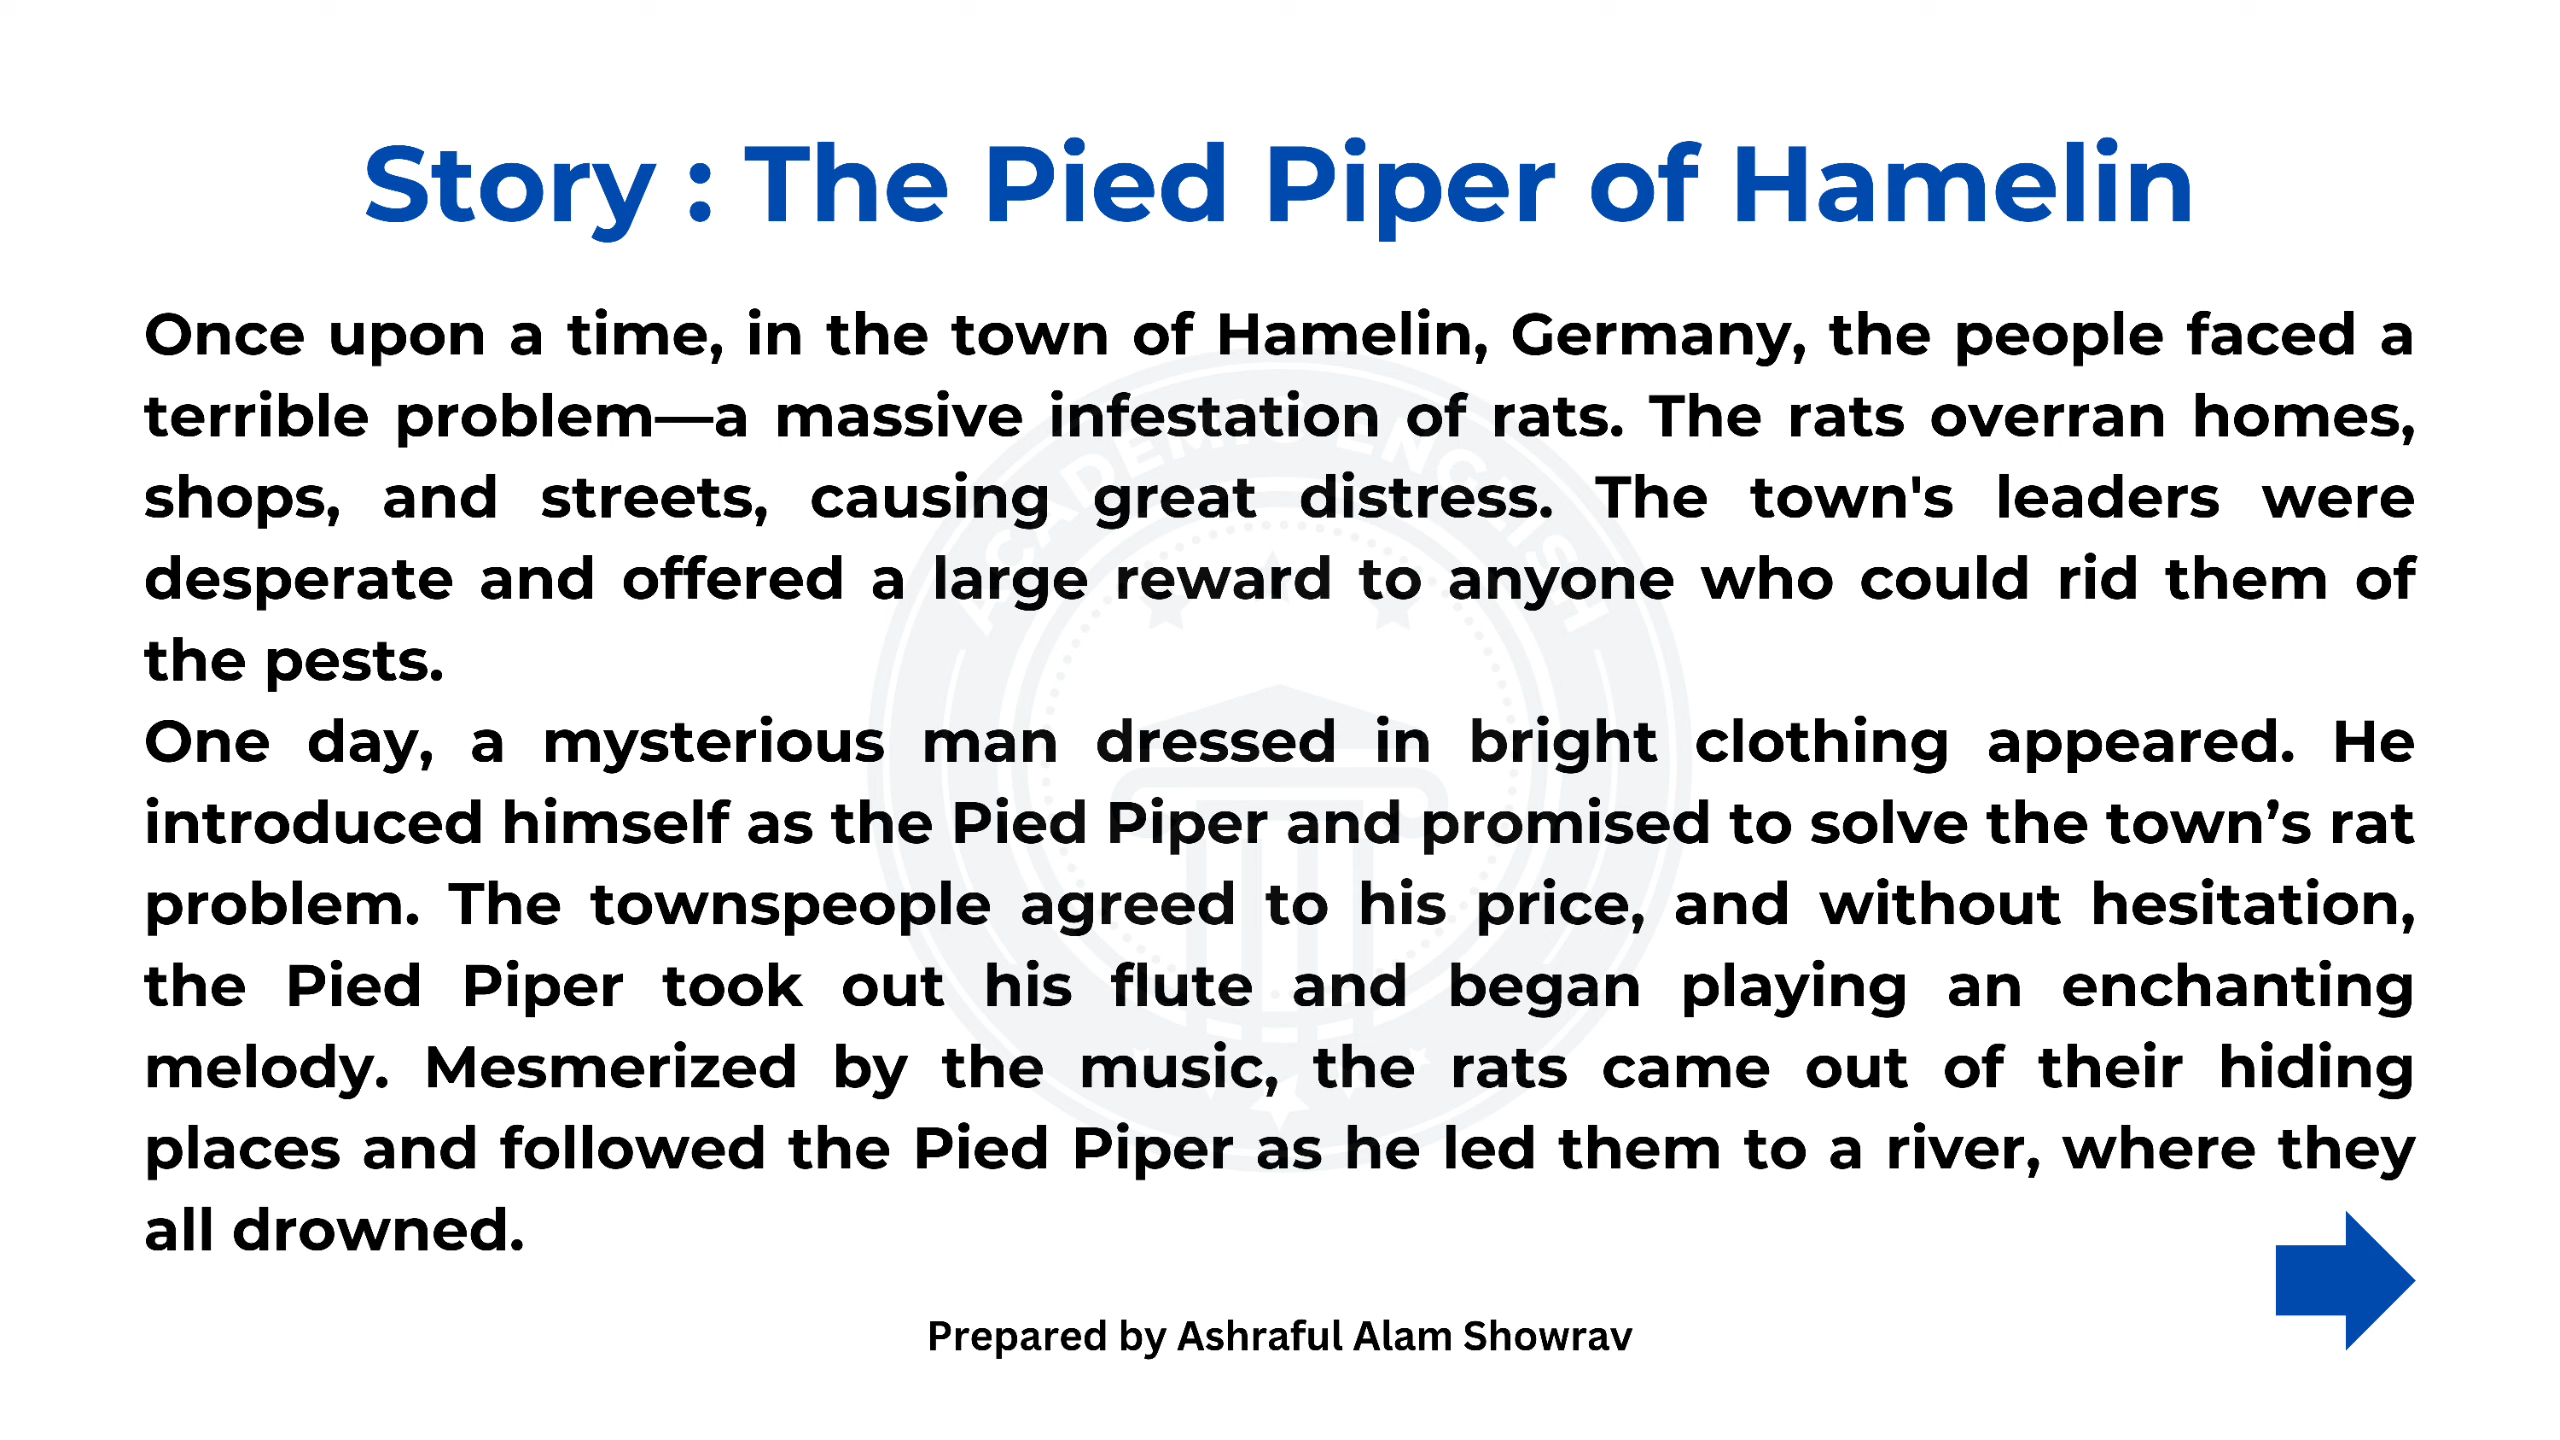 Story : The Pied Piper of Hamelin
Once upon a time, in the town of Hamelin, Germany, the people faced a
terrible problem—a massive infestation of rats. The rats overran homes,
shops, and streets, causing great distress. The town's leaders were
desperate and offered a large reward to anyone who could rid them of
the pests.
One day, a mysterious man dressed in bright clothing appeared. He
introduced himself as the Pied Piper and promised to solve the town’s rat
problem. The townspeople agreed to his price, and without hesitation,
the Pied Piper took out his flute and began playing an enchanting
melody. Mesmerized by the music, the rats came out of their hiding
places and followed the Pied Piper as he led them to a river, where they
all drowned.
Prepared by Ashraful Alam Showrav
ACADEMIC ENGLISH